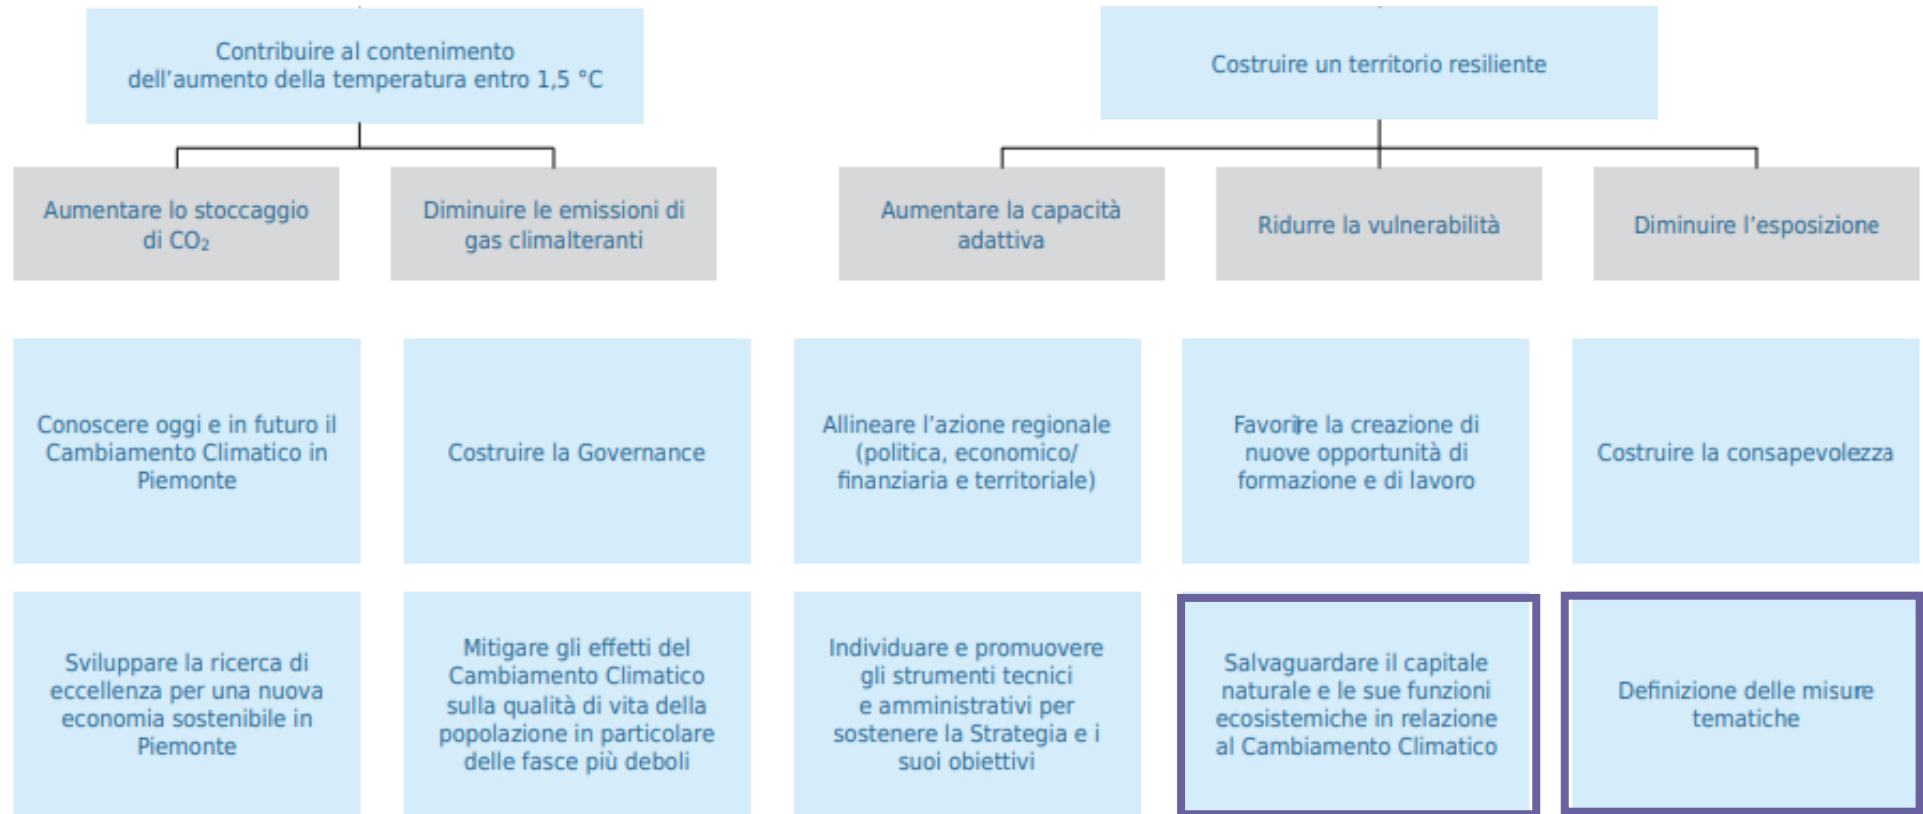 Contribuire al contenimento
dell'aumento della temperatura entro 1,5 °C
Costruire un territorio resiliente
Aumentare lo stoccaggio
di CO₂
Diminuire le emissioni di
gas climalteranti
Aumentare la capacità
adattiva
Ridurre la vulnerabilità
Diminuire l'esposizione
Conoscere oggi e in futuro il
Cambiamento Climatico in
Piemonte
Costruire la Governance
Allineare l'azione regionale
(politica, economico/
finanziaria e territoriale)
Favorire la creazione di
nuove opportunità di
formazione e di lavoro
Costruire la consapevolezza
Sviluppare la ricerca di
eccellenza per una nuova
economia sostenibile in
Piemonte
Mitigare gli effetti del
Cambiamento Climatico
sulla qualità di vita della
popolazione in particolare
delle fasce più deboli
Individuare e promuovere
gli strumenti tecnici
e amministrativi per
sostenere la Strategia e i
suoi obiettivi
Salvaguardare il capitale
naturale e le sue funzioni
ecosistemiche in relazione
al Cambiamento Climatico
Definizione delle misure
tematiche